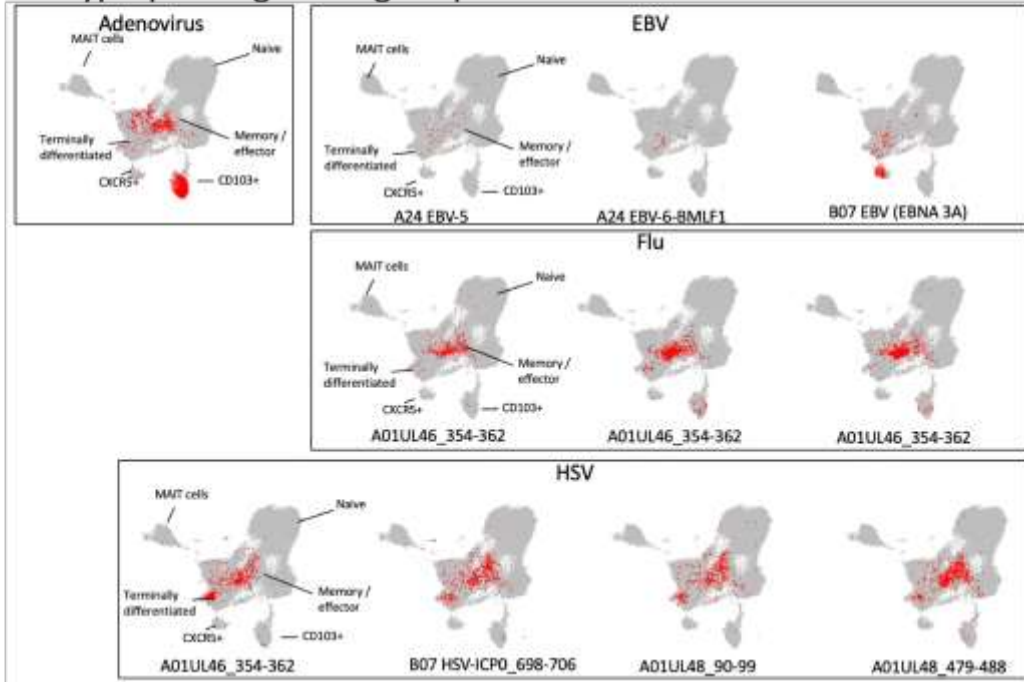 Adenovirus
MAIT cells
Naive
Terminally
differentiated
Memory /
effector
CXCR5+
CD103+
EBV
MAIT cells
Naive
Terminally
differentiated
Memory /
effector
CXCR5+
CD103+
A24 EBV-5
A24 EBV-6-BMLF1
B07 EBV (EBNA 3A)
Flu
MAIT cells
Naive
Terminally
differentiated
Memory /
effector
CXCR5+
CD103+
A01UL46_354-362
A01UL46_354-362
A01UL46_354-362
HSV
MAIT cells
Naive
Terminally
differentiated
Memory /
effector
CXCR5+
CD103+
A01UL46_354-362
B07 HSV-ICP0_698-706
A01UL48_90-99
A01UL48_479-488